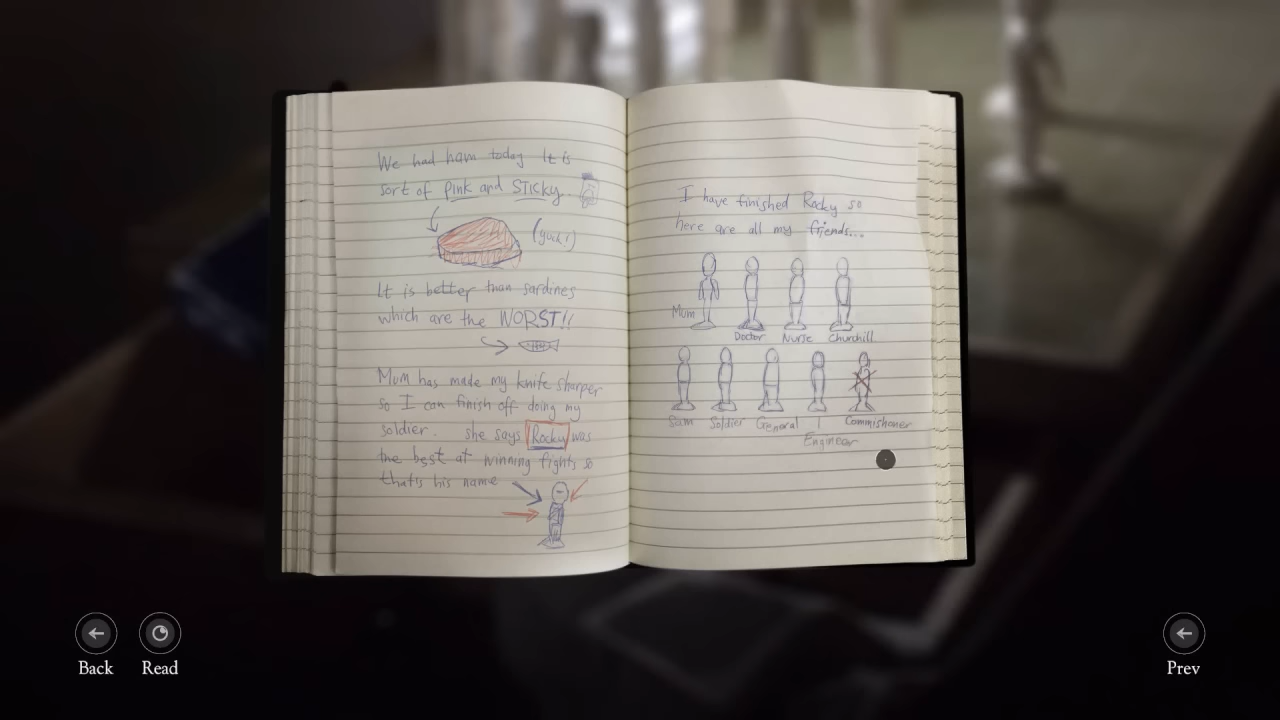 We had ham today It is
sort of Pink and STICKY..
(yuck!)
It is better than sardines
which are the WORST!!
Mum has made my knife sharper
so I can finish off doing my
soldier. she says Rocky was
the best at winning fights so
that's his name
I have finished Rocky so
here are all my friends...
Mum
Doctor Nurse Churchill
Sam Soldier General Commishoner
Engineer
Back
Read
Prev